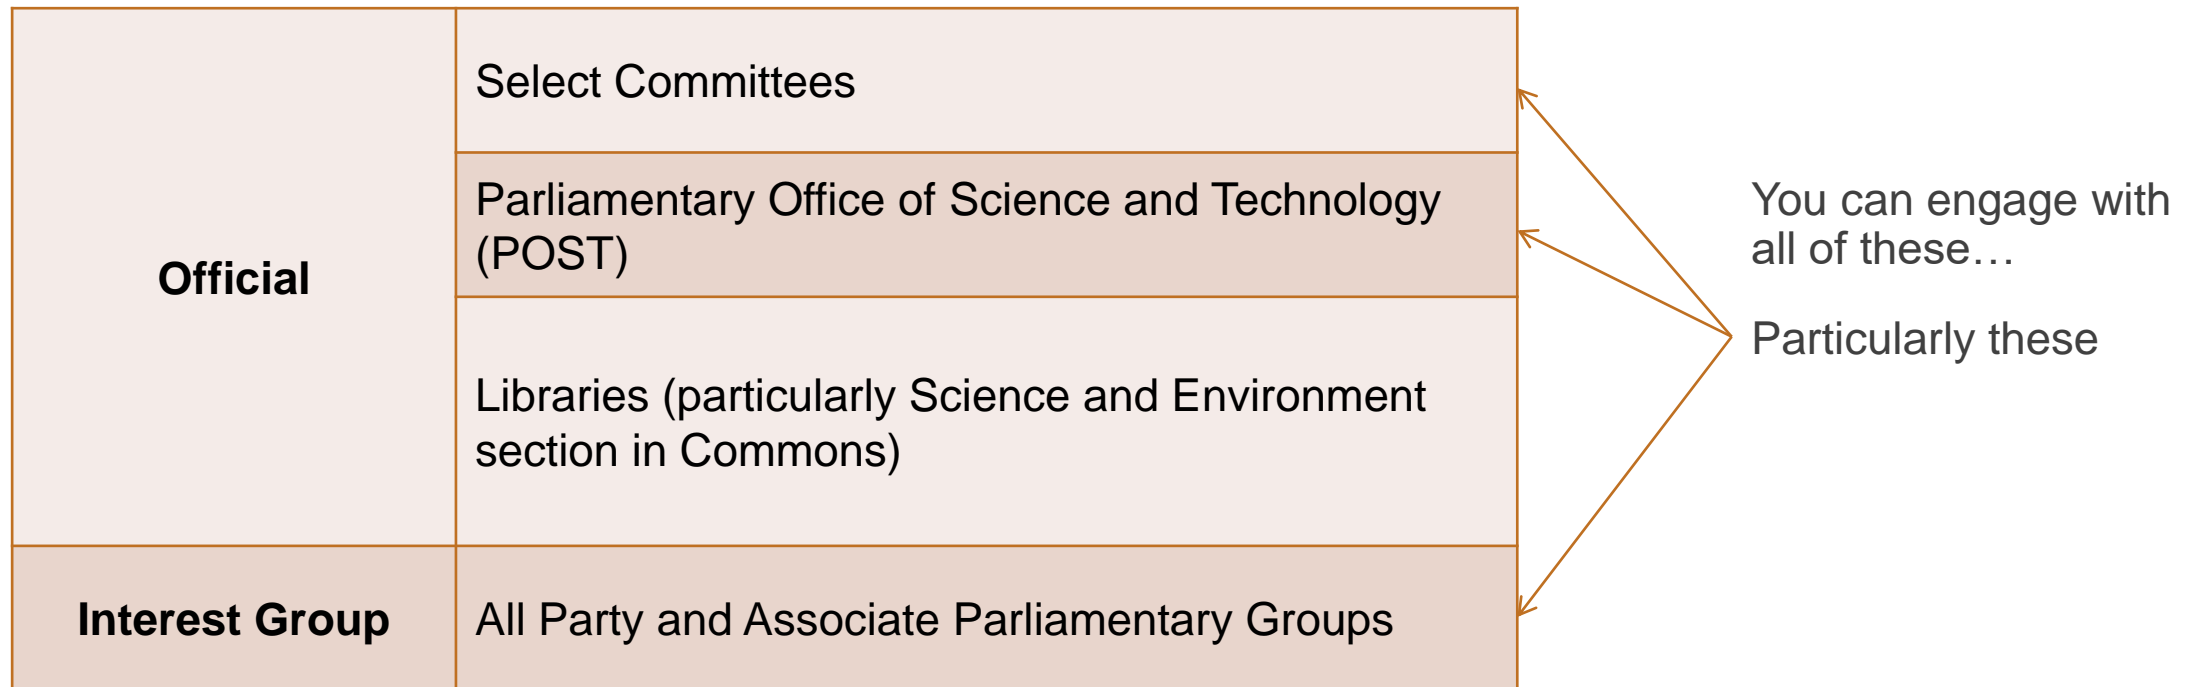 Official
Select Committees
Parliamentary Office of Science and Technology
(POST)
Libraries (particularly Science and Environment
section in Commons)
Interest Group
All Party and Associate Parliamentary Groups
You can engage with
all of these…
Particularly these